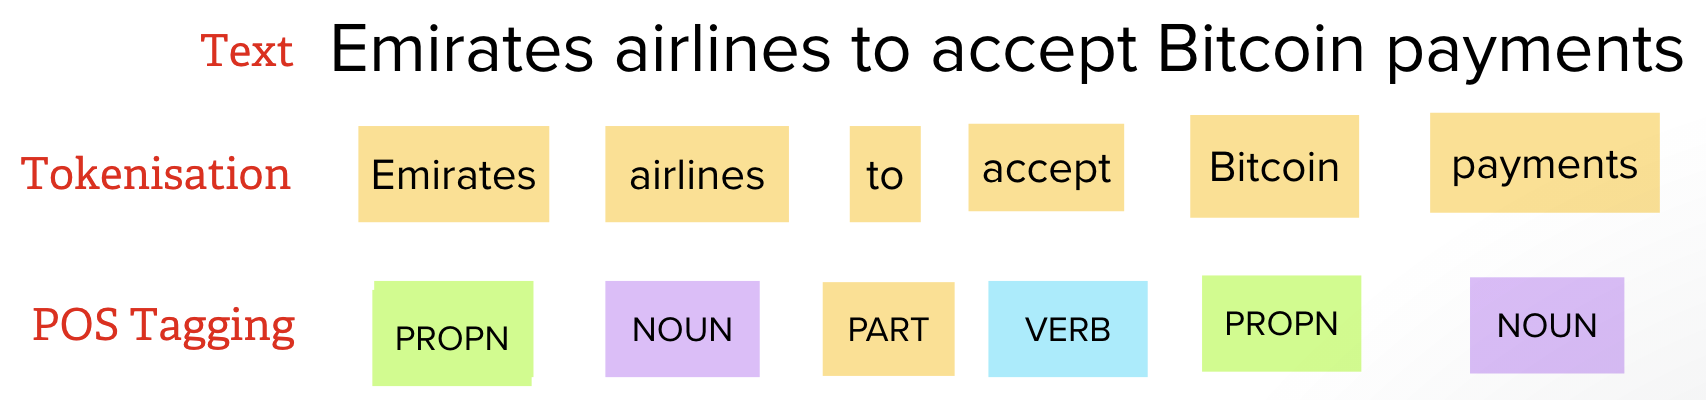 Text Emirates airlines to accept Bitcoin payments
Tokenisation Emirates airlines to accept Bitcoin payments
POS Tagging PROPN NOUN PART VERB PROPN NOUN